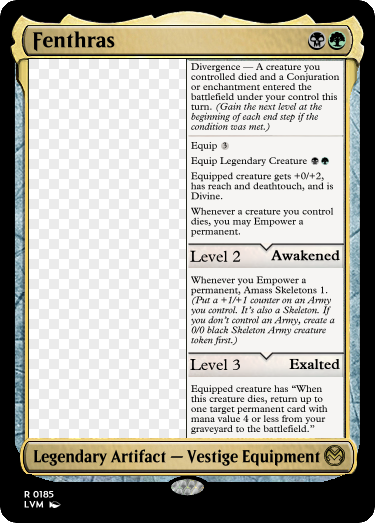 Fenthras
Divergence — A creature you
controlled died and a Conjuration
or enchantment entered the
battlefield under your control this
turn. (Gain the next level at the
beginning of each end step if the
condition was met.)
Equip 3
Equip Legendary Creature
Equipped creature gets +0/+2,
has reach and deathtouch, and is
Divine.
Whenever a creature you control
dies, you may Empower a
permanent.
Level 2 Awakened
Whenever you Empower a
permanent, Amass Skeletons 1.
(Put a +1/+1 counter on an Army
you control. It's also a Skeleton. If
you don't control an Army, create a
0/0 black Skeleton Army creature
token first.)
Level 3 Exalted
Equipped creature has “When
this creature dies, return up to
one target permanent card with
mana value 4 or less from your
graveyard to the battlefield.”
Legendary Artifact — Vestige Equipment
R 0185
LVM